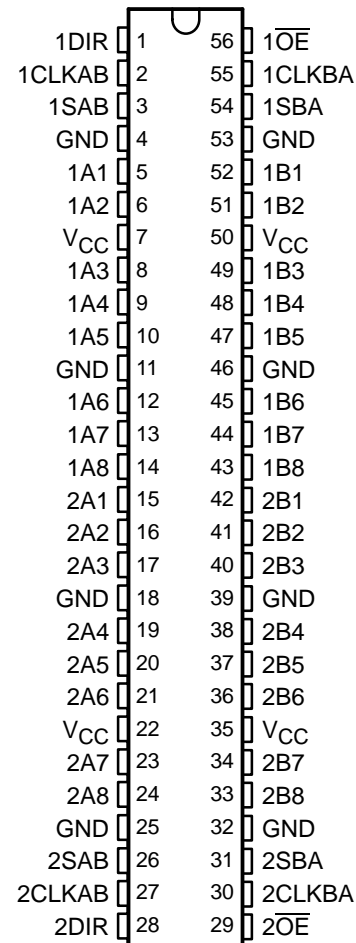 1DIR 1 56 1O̅E̅
1CLKAB 2 55 1CLKBA
1SAB 3 54 1SBA
GND 4 53 GND
1A1 5 52 1B1
1A2 6 51 1B2
VCC 7 50 VCC
1A3 8 49 1B3
1A4 9 48 1B4
1A5 10 47 1B5
GND 11 46 GND
1A6 12 45 1B6
1A7 13 44 1B7
1A8 14 43 1B8
2A1 15 42 2B1
2A2 16 41 2B2
2A3 17 40 2B3
GND 18 39 GND
2A4 19 38 2B4
2A5 20 37 2B5
2A6 21 36 2B6
VCC 22 35 VCC
2A7 23 34 2B7
2A8 24 33 2B8
GND 25 32 GND
2SAB 26 31 2SBA
2CLKAB 27 30 2CLKBA
2DIR 28 29 2O̅E̅